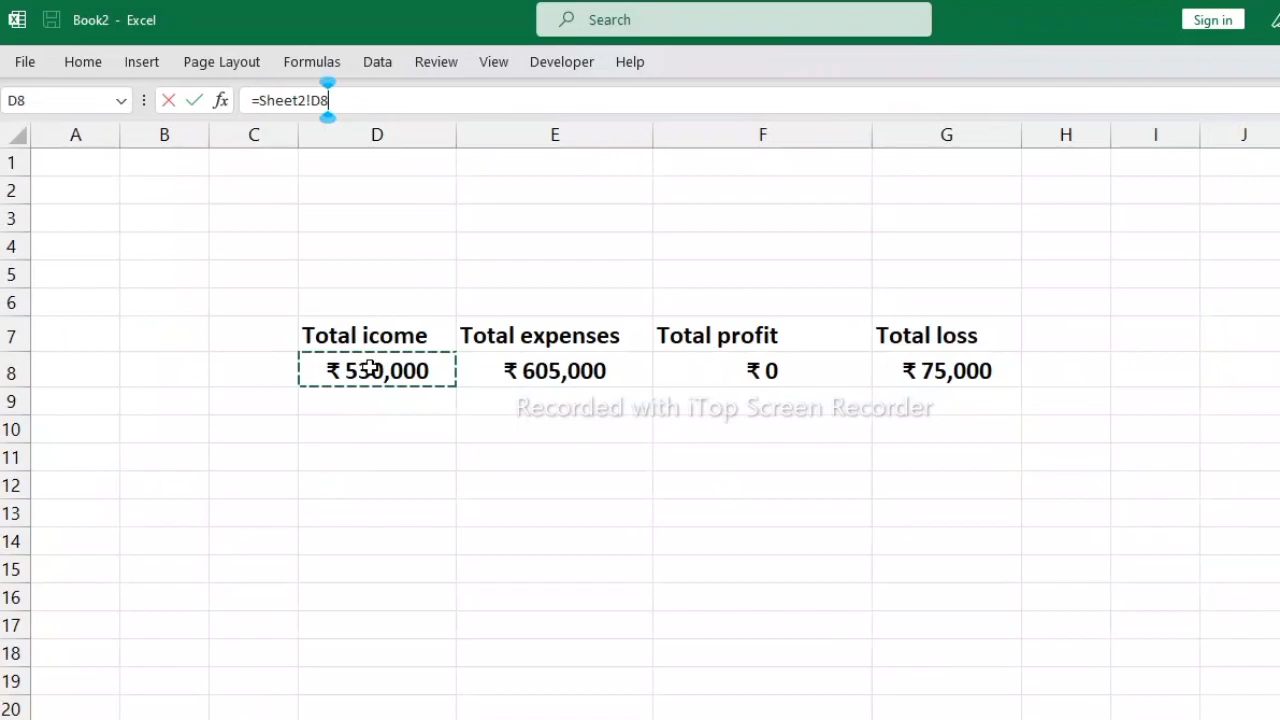 Book2 - Excel
Search
Sign in
File Home Insert Page Layout Formulas Data Review View Developer Help
D8 fx =Sheet2!D8
A B C D E F G H I J
1
2
3
4
5
6
7 Total icome Total expenses Total profit Total loss
8 ₹ 530,000 ₹ 605,000 ₹ 0 ₹ 75,000
9
Recorded with iTop Screen Recorder
10
11
12
13
14
15
16
17
18
19
20